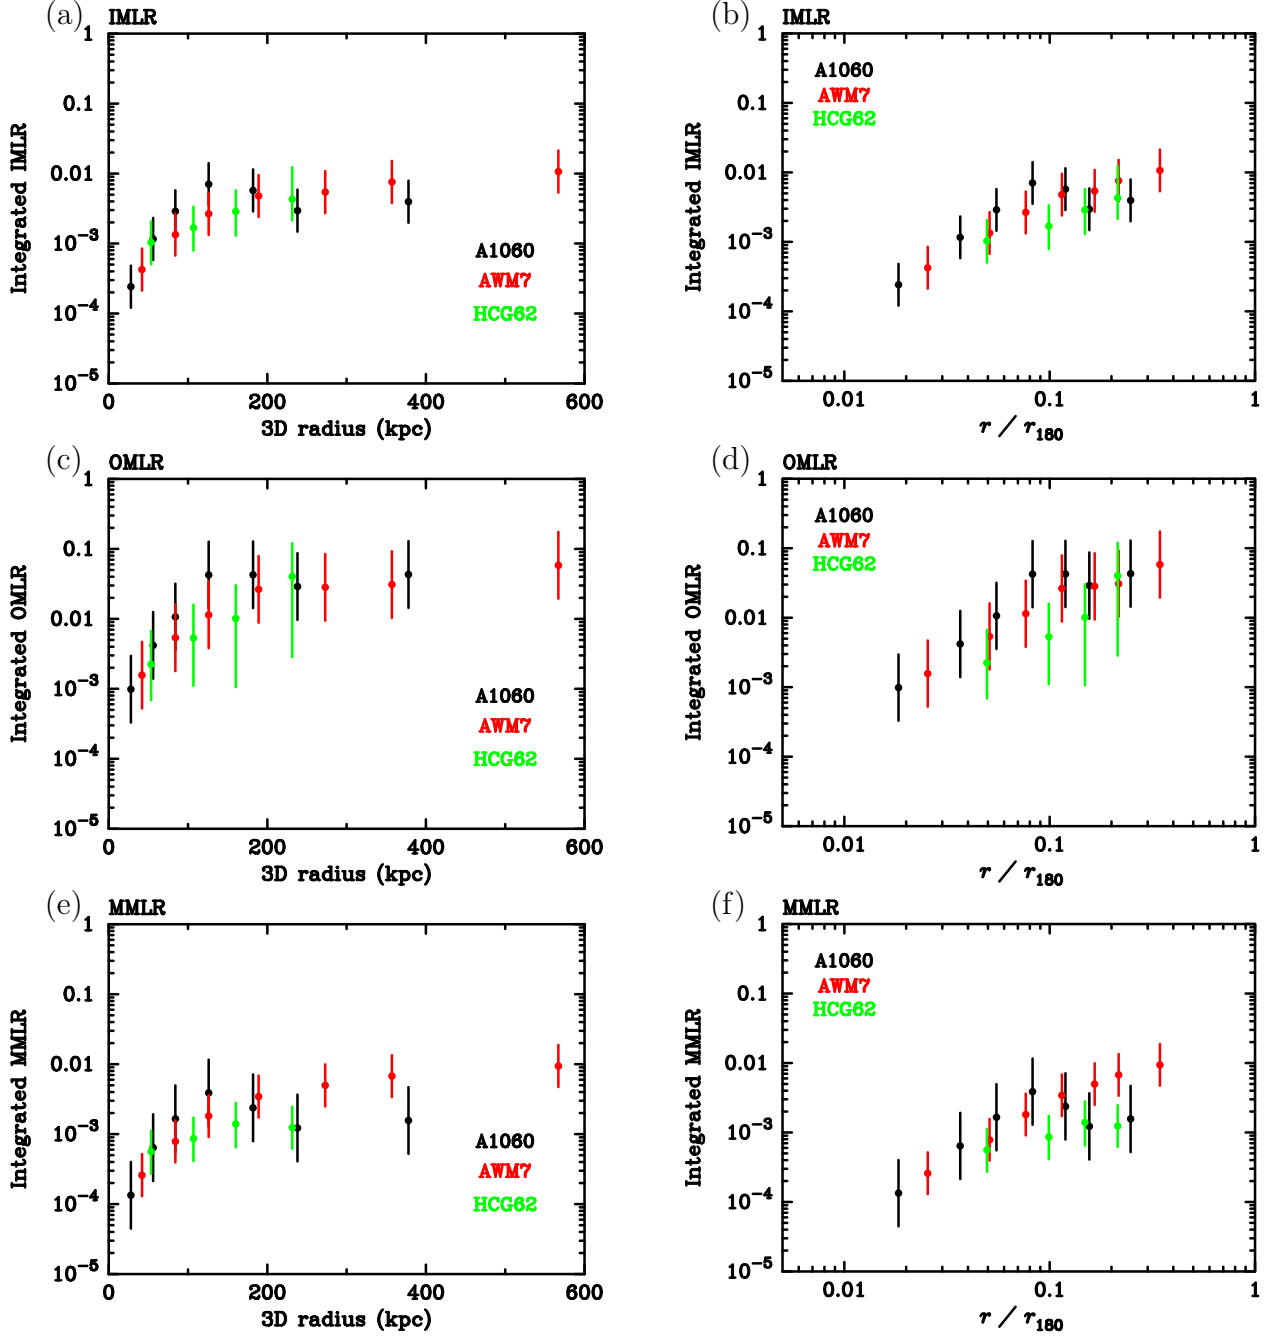 (a) IMLR
1
0.1
0.01
10⁻³
10⁻⁴
10⁻⁵
Integrated IMLR
A1060
AWM7
HCG62
0 200 400 600
3D radius (kpc)
(b) IMLR
1
0.1
0.01
10⁻³
10⁻⁴
10⁻⁵
Integrated IMLR
A1060
AWM7
HCG62
0.01 0.1 1
r / r₁₈₀
(c) OMLR
1
0.1
0.01
10⁻³
10⁻⁴
10⁻⁵
Integrated OMLR
A1060
AWM7
HCG62
0 200 400 600
3D radius (kpc)
(d) OMLR
1
0.1
0.01
10⁻³
10⁻⁴
10⁻⁵
Integrated OMLR
A1060
AWM7
HCG62
0.01 0.1 1
r / r₁₈₀
(e) MMLR
1
0.1
0.01
10⁻³
10⁻⁴
10⁻⁵
Integrated MMLR
A1060
AWM7
HCG62
0 200 400 600
3D radius (kpc)
(f) MMLR
1
0.1
0.01
10⁻³
10⁻⁴
10⁻⁵
Integrated MMLR
A1060
AWM7
HCG62
0.01 0.1 1
r / r₁₈₀